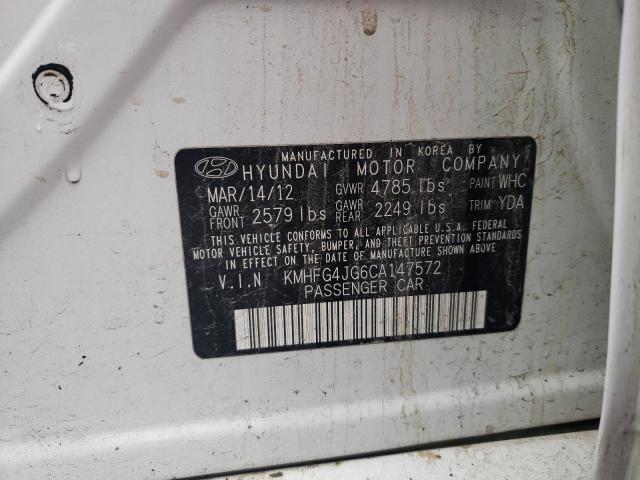 MANUFACTURED IN KOREA BY
HYUNDAI MOTOR COMPANY
MAR/14/12 GVWR 4785 lbs PAINT WHC
GAWR FRONT 2579 lbs GAWR REAR 2249 lbs TRIM YDA
THIS VEHICLE CONFORMS TO ALL APPLICABLE U.S.A. FEDERAL
MOTOR VEHICLE SAFETY, BUMPER, AND THEFT PREVENTION STANDARDS
IN EFFECT ON THE DATE OF MANUFACTURE SHOWN ABOVE.
V.I.N KMHFG4JG6CA147572
PASSENGER CAR